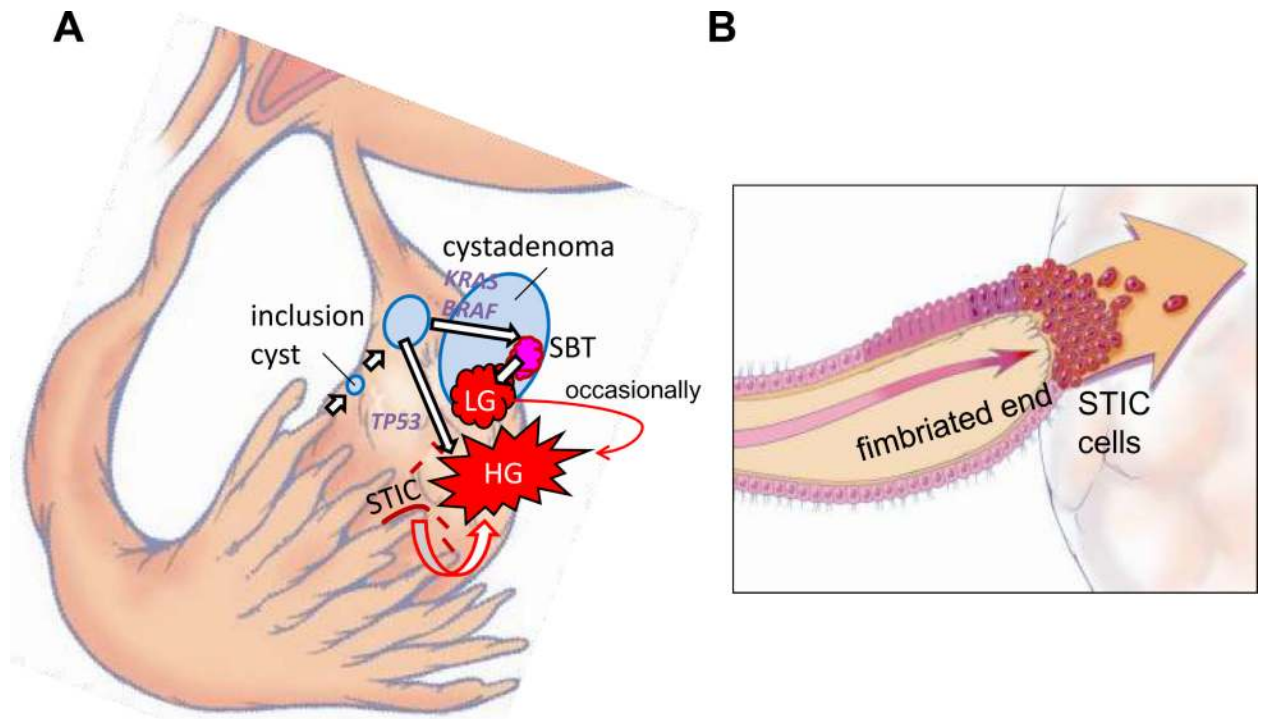 A
B
cystadenoma
KRAS
BRAF
inclusion
cyst
SBT
occasionally
LG
TP53
HG
STIC
fimbriated end
STIC
cells